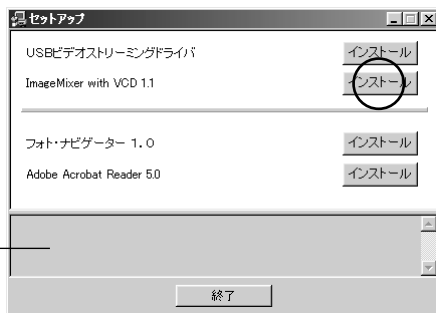 セットアップ
USBビデオストリーミングドライバ インストール
ImageMixer with VCD 1.1 インストール
フォト・ナビゲーター 1.0 インストール
Adobe Acrobat Reader 5.0 インストール
終了